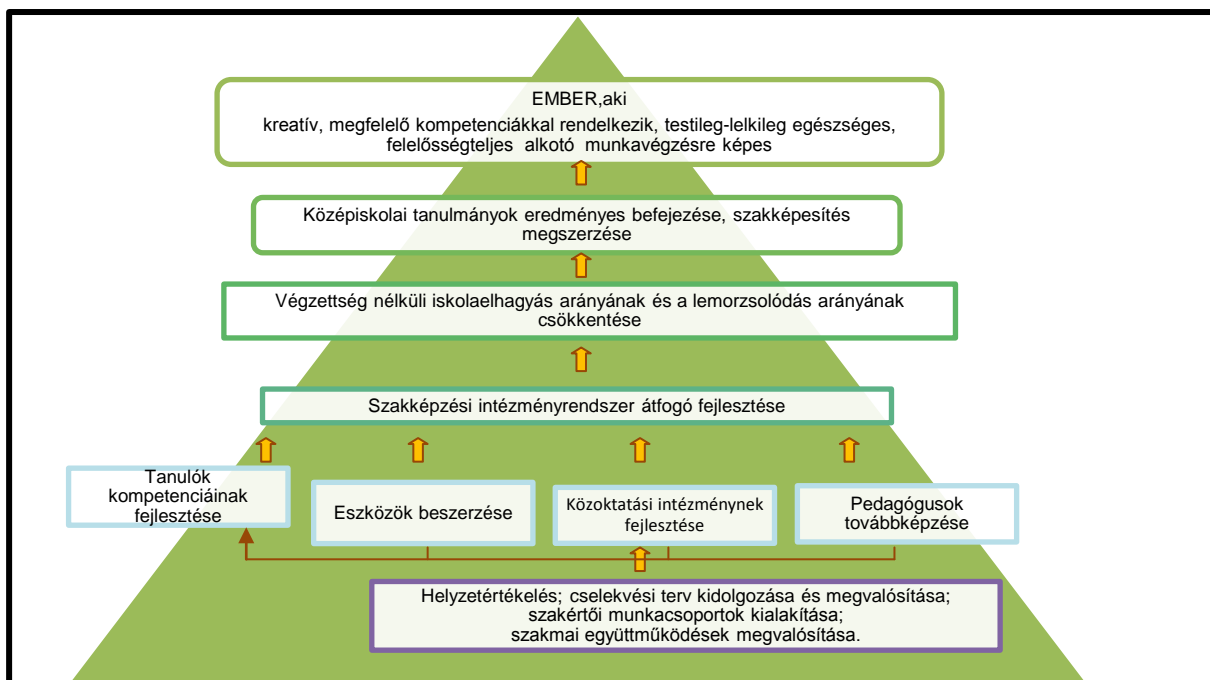 EMBER,aki
kreatív, megfelelő kompetenciákkal rendelkezik, testileg-lelkileg egészséges,
felelősségteljes alkotó munkavégzésre képes
Középiskolai tanulmányok eredményes befejezése, szakképesítés
megszerzése
Végzettség nélküli iskolaelhagyás arányának és a lemorzsolódás arányának
csökkentése
Szakképzési intézményrendszer átfogó fejlesztése
Tanulók
kompetenciáinak
fejlesztése
Eszközök beszerzése
Közoktatási intézménynek
fejlesztése
Pedagógusok
továbbképzése
Helyzetértékelés; cselekvési terv kidolgozása és megvalósítása;
szakértői munkacsoportok kialakítása;
szakmai együttműködések megvalósítása.